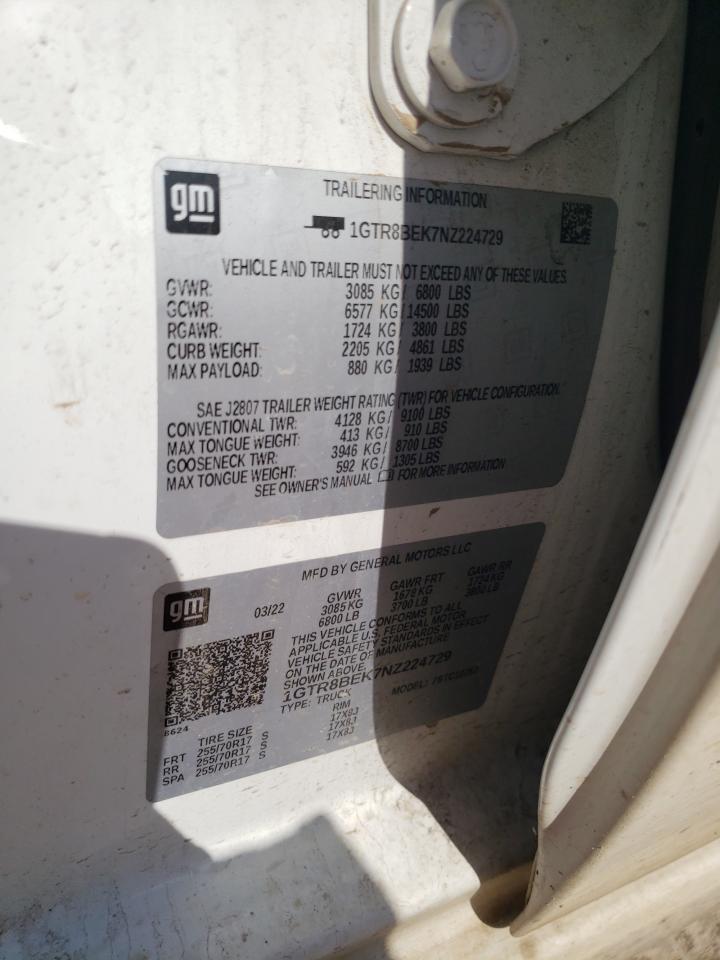 gm
TRAILERING INFORMATION
1GTR8BEK7NZ224729
VEHICLE AND TRAILER MUST NOT EXCEED ANY OF THESE VALUES.
GVWR: 3085 KG/ 6800 LBS
GCWR: 6577 KG/14500 LBS
RGAWR: 1724 KG/ 3800 LBS
CURB WEIGHT: 2205 KG/ 4861 LBS
MAX PAYLOAD: 880 KG/ 1939 LBS
SAE J2807 TRAILER WEIGHT RATING (TWR) FOR VEHICLE CONFIGURATION.
CONVENTIONAL TWR: 4128 KG/ 9100 LBS
MAX TONGUE WEIGHT: 413 KG/ 910 LBS
GOOSENECK TWR: 3946 KG/ 8700 LBS
MAX TONGUE WEIGHT: 592 KG/ 1305 LBS
SEE OWNER'S MANUAL FOR MORE INFORMATION
gm
MFD BY GENERAL MOTORS LLC
03/22
GVWR GAWR FRT GAWR RR
3085 KG 1678 KG 1724 KG
6800 LB 3700 LB 3800 LB
THIS VEHICLE CONFORMS TO ALL
APPLICABLE U.S. FEDERAL MOTOR
VEHICLE SAFETY STANDARDS IN EFFECT
ON THE DATE OF MANUFACTURE
SHOWN ABOVE.
1GTR8BEK7NZ224729
TYPE: TRUCK MODEL:
8624
TIRE SIZE RIM
FRT 255/70R17 S 17X8J
RR 255/70R17 S 17X8J
SPA 255/70R17 S 17X8J